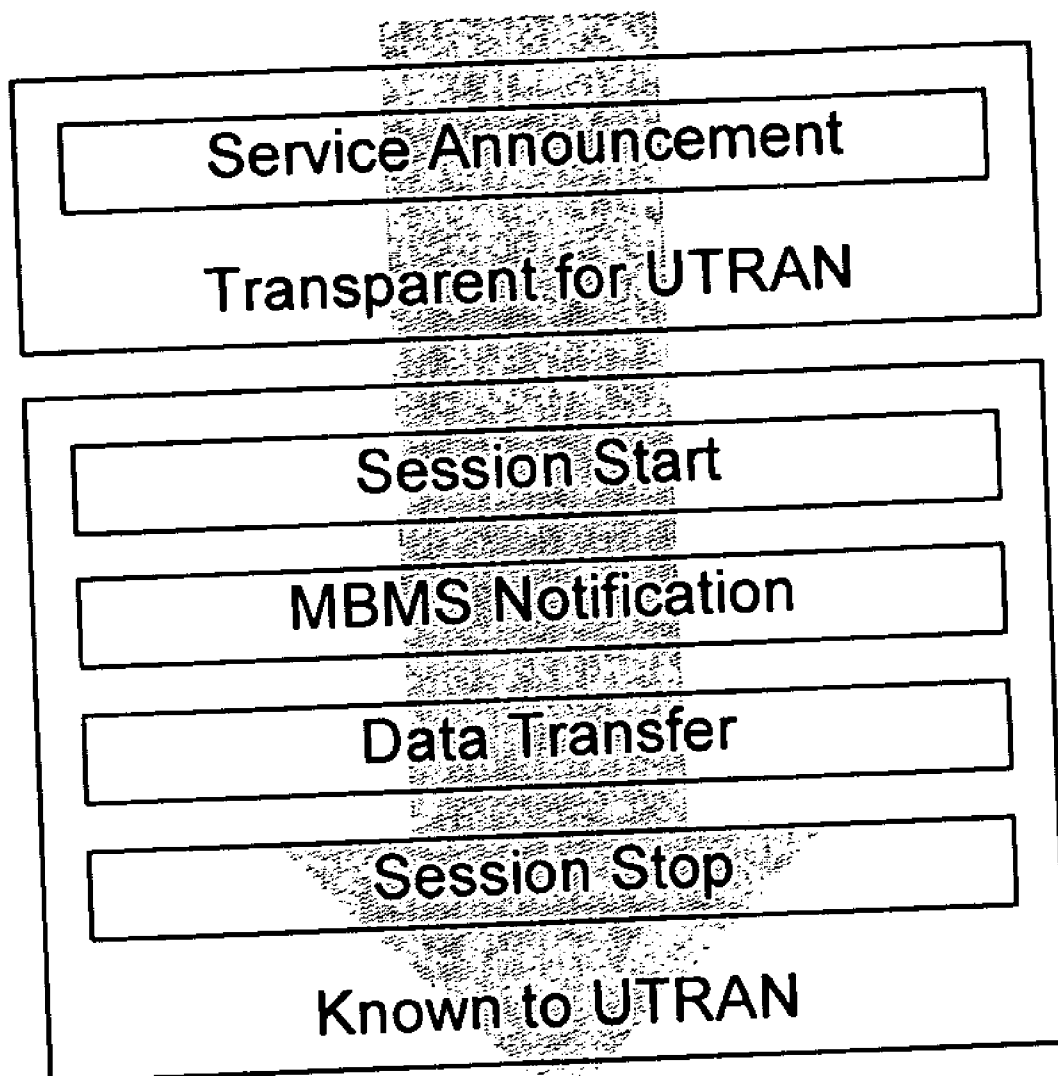 Service Announcement
Transparent for UTRAN
Session Start
MBMS Notification
Data Transfer
Session Stop
Known to UTRAN